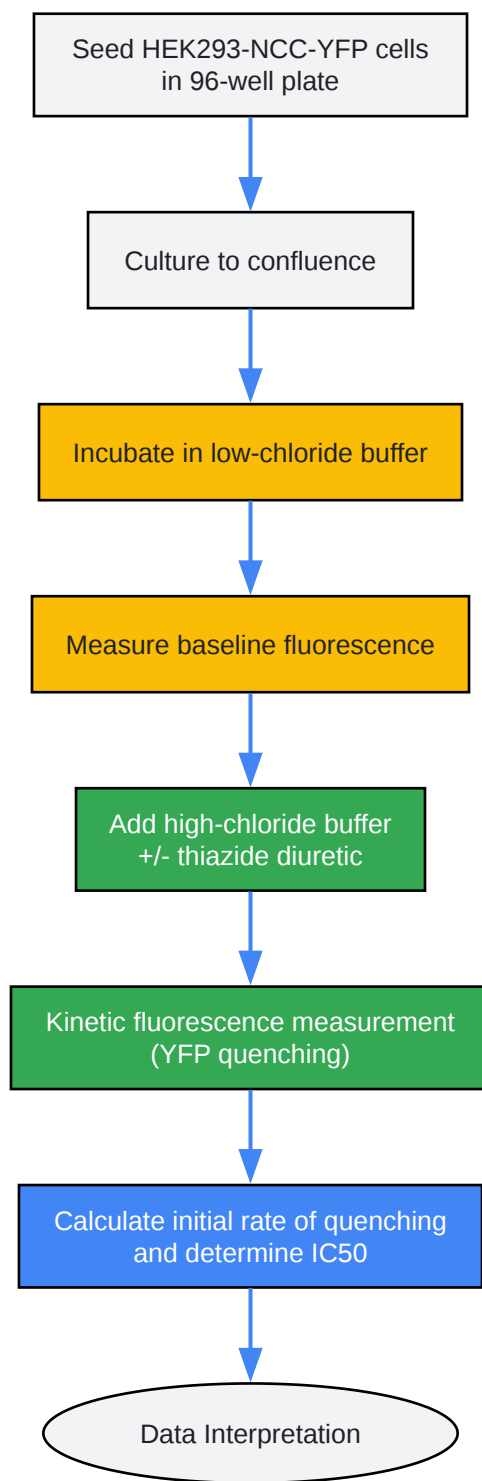 Seed HEK293-NCC-YFP cells
in 96-well plate
Culture to confluence
Incubate in low-chloride buffer
Measure baseline fluorescence
Add high-chloride buffer
+/- thiazide diuretic
Kinetic fluorescence measurement
(YFP quenching)
Calculate initial rate of quenching
and determine IC50
Data Interpretation